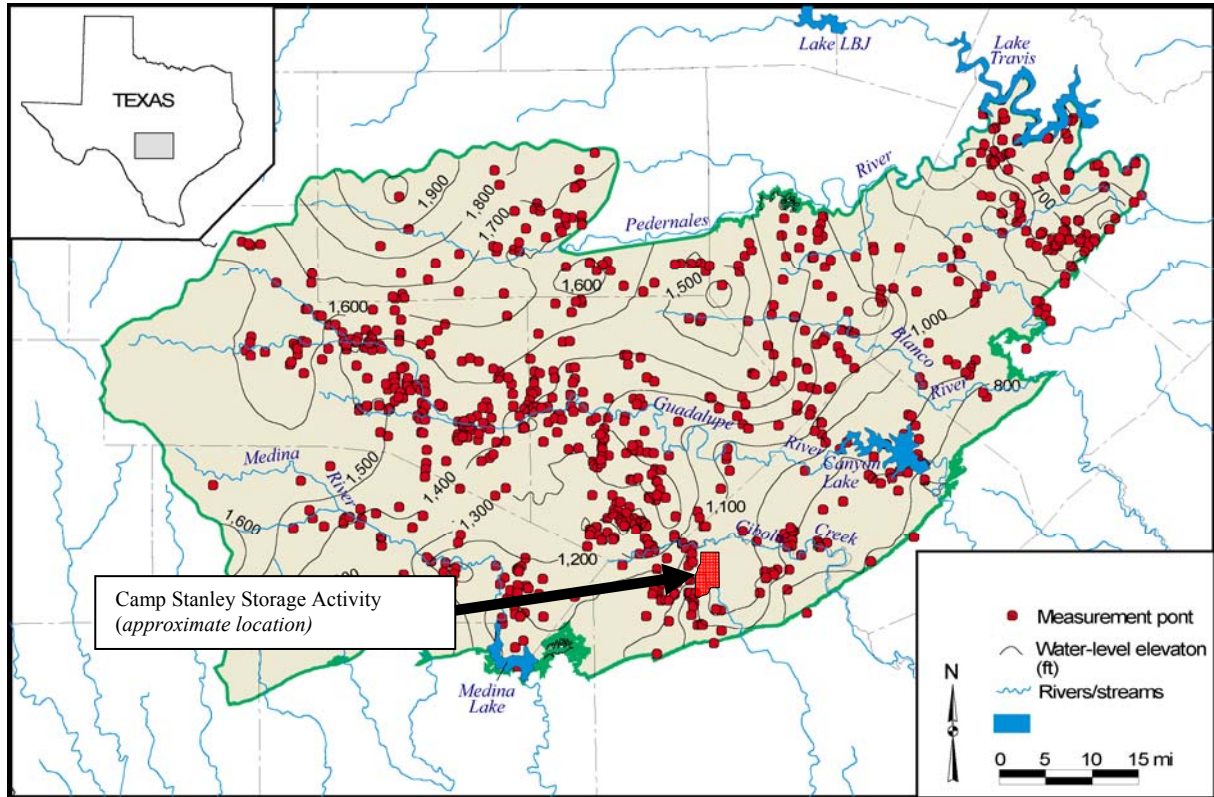 TEXAS
Lake LBJ
Lake
Travis
River
Pedernales
1,900
1,800
1,700
700
1,600
1,500
1,600
1,000
Blanco
River
800
Guadalupe
River
Canyon
Lake
Medina
River
1,500
1,400
1,300
1,600
1,100
1,200
Cibolo
Creek
Camp Stanley Storage Activity
(approximate location)
Medina
Lake
Measurement pont
Water-level elevaton
(ft)
Rivers/streams
N
0 5 10 15 mi